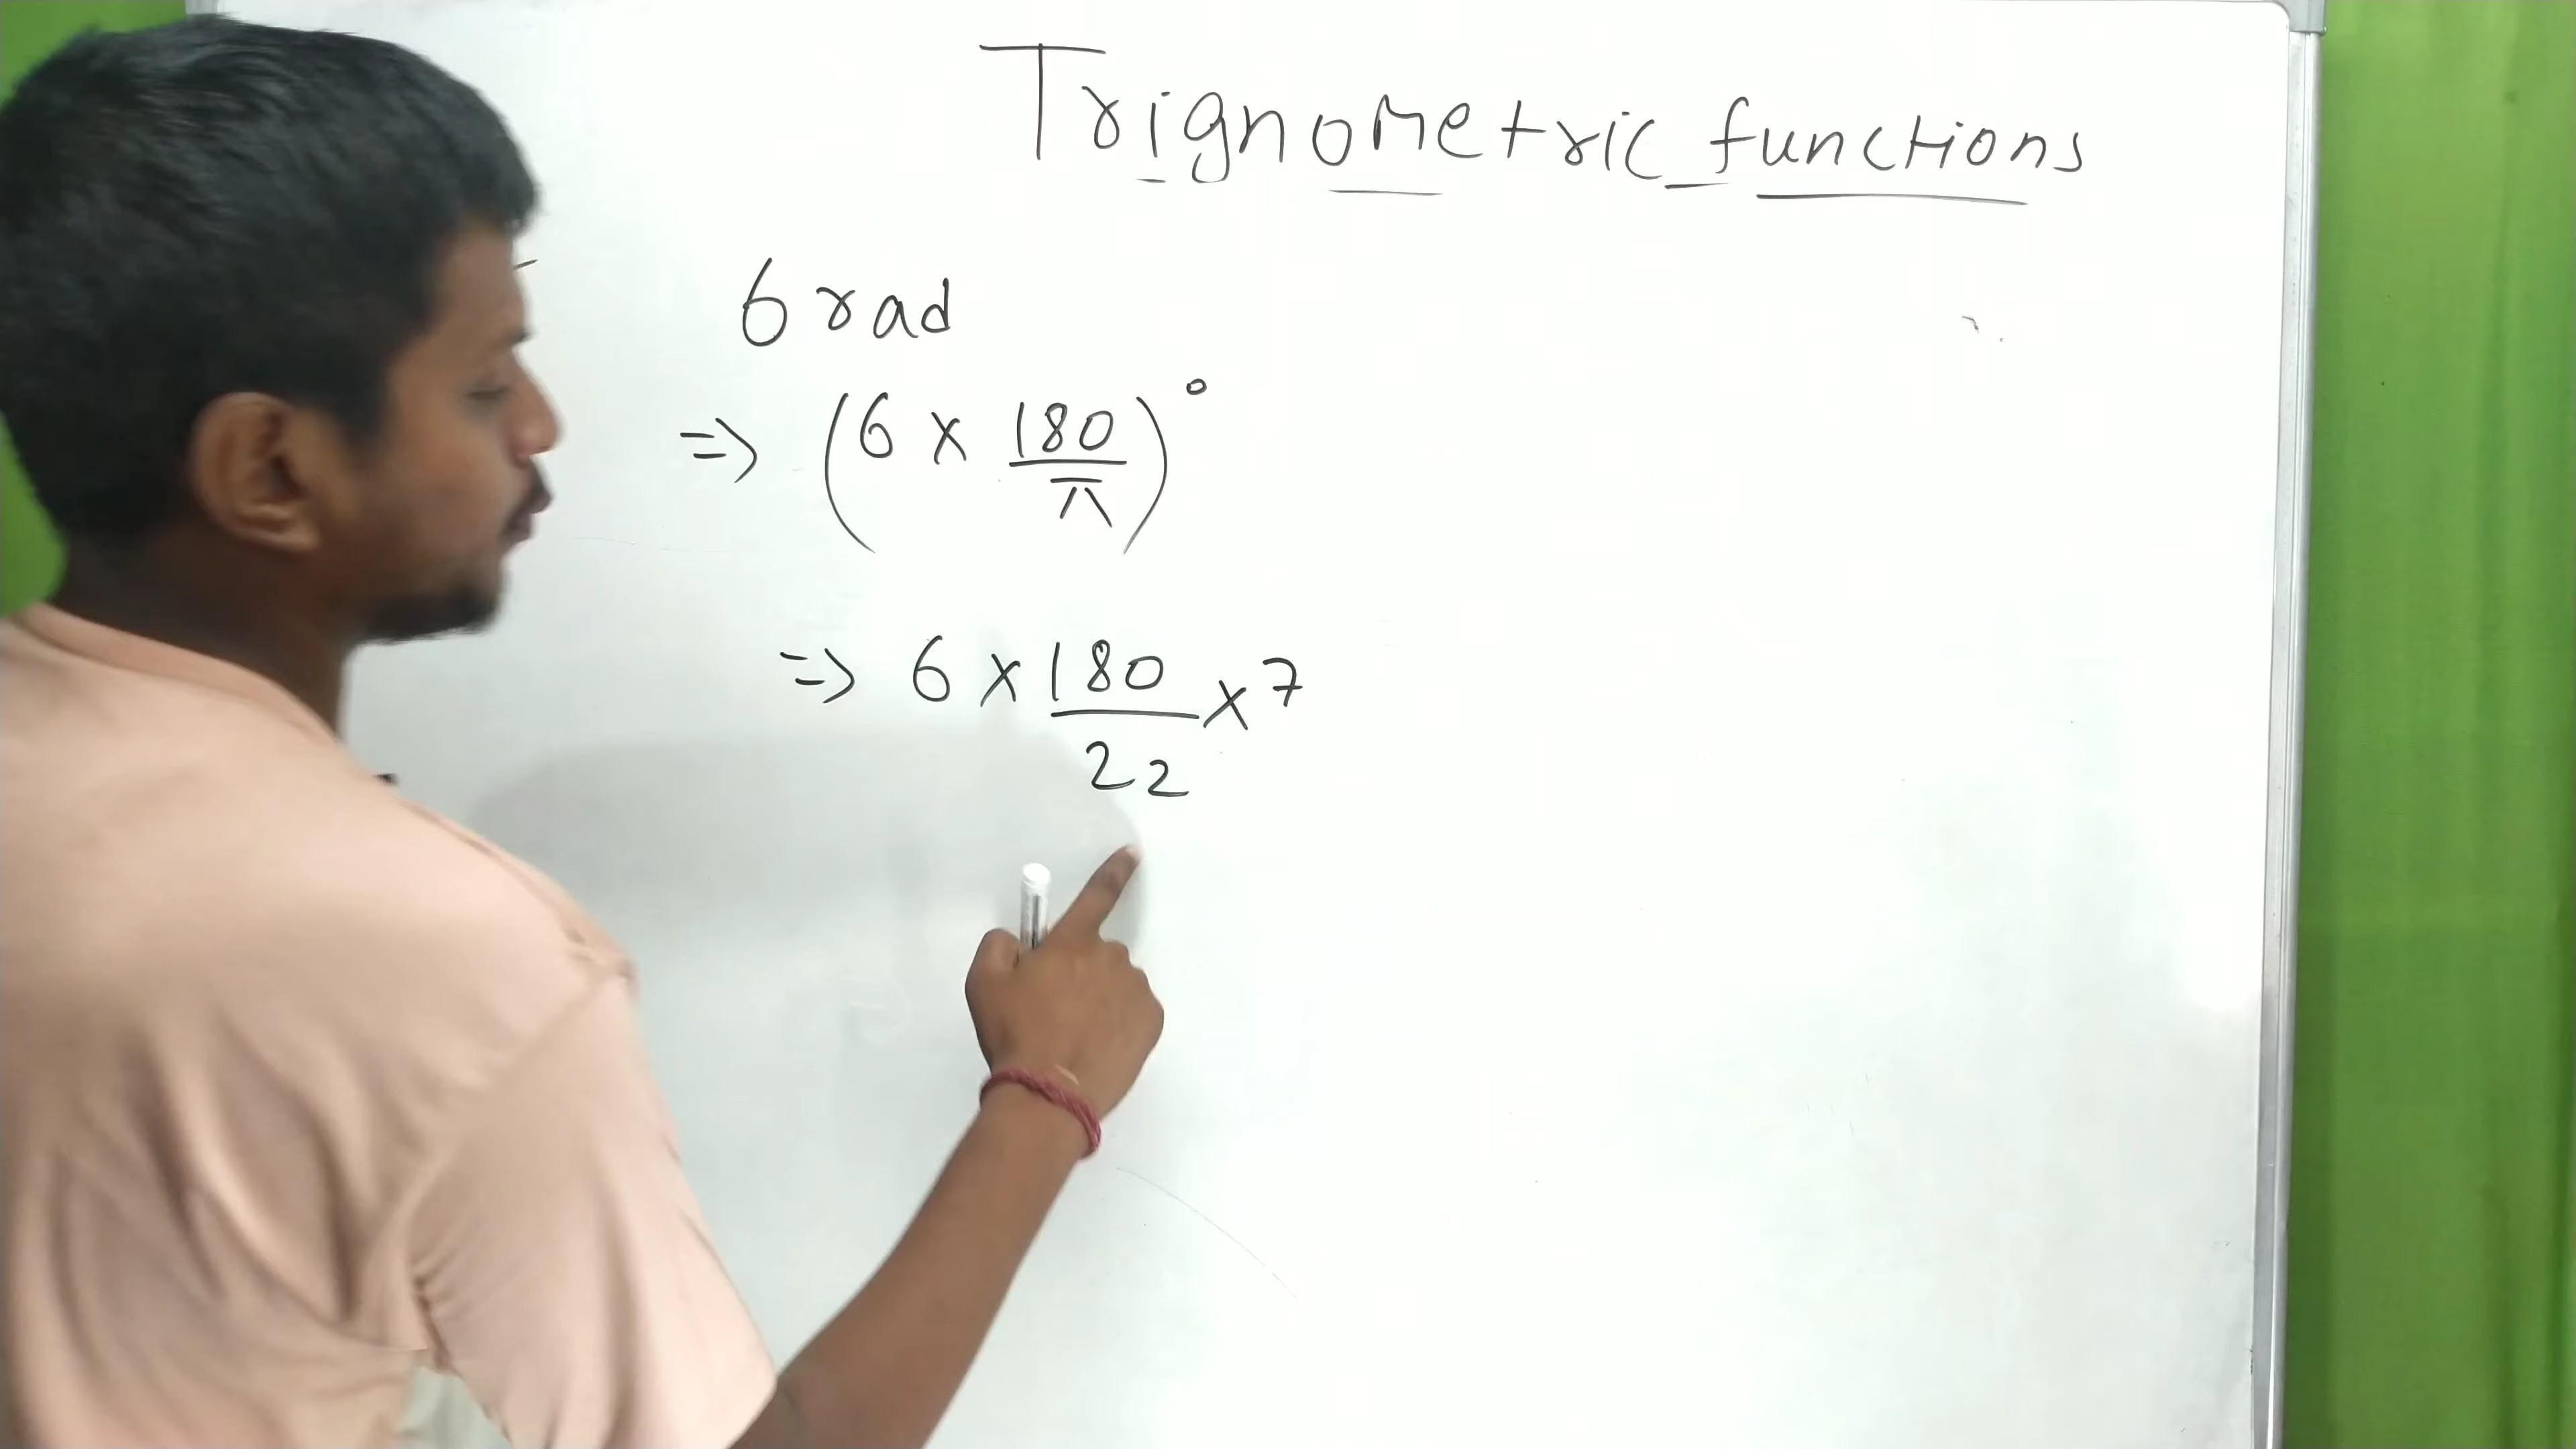 Trignometric functions
6 rad
=> (6 × 180/π)°
=> 6 × 180/22 × 7